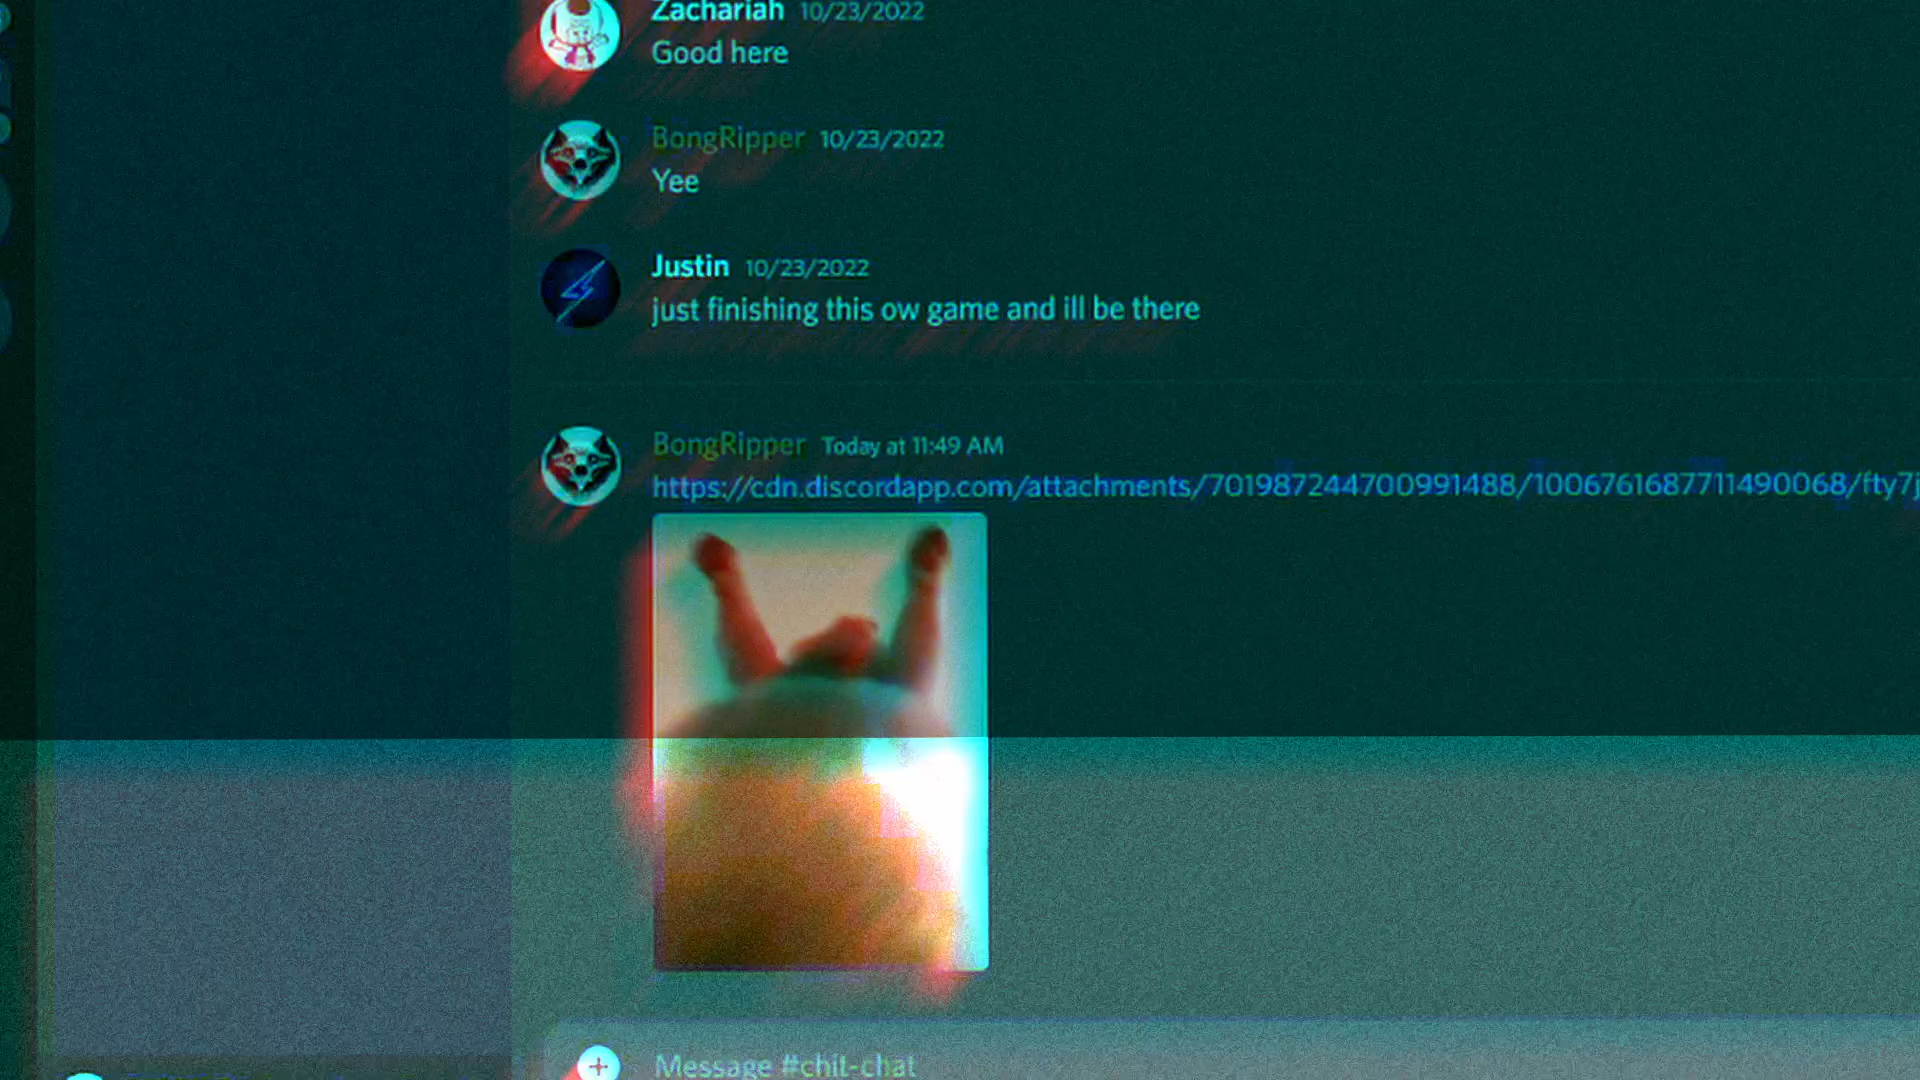 Zachariah 10/23/2022
Good here
BongRipper 10/23/2022
Yee
Justin 10/23/2022
just finishing this ow game and ill be there
BongRipper Today at 11:49 AM
https://cdn.discordapp.com/attachments/701987244700991488/1006761687711490068/fty7j
Message #chit-chat